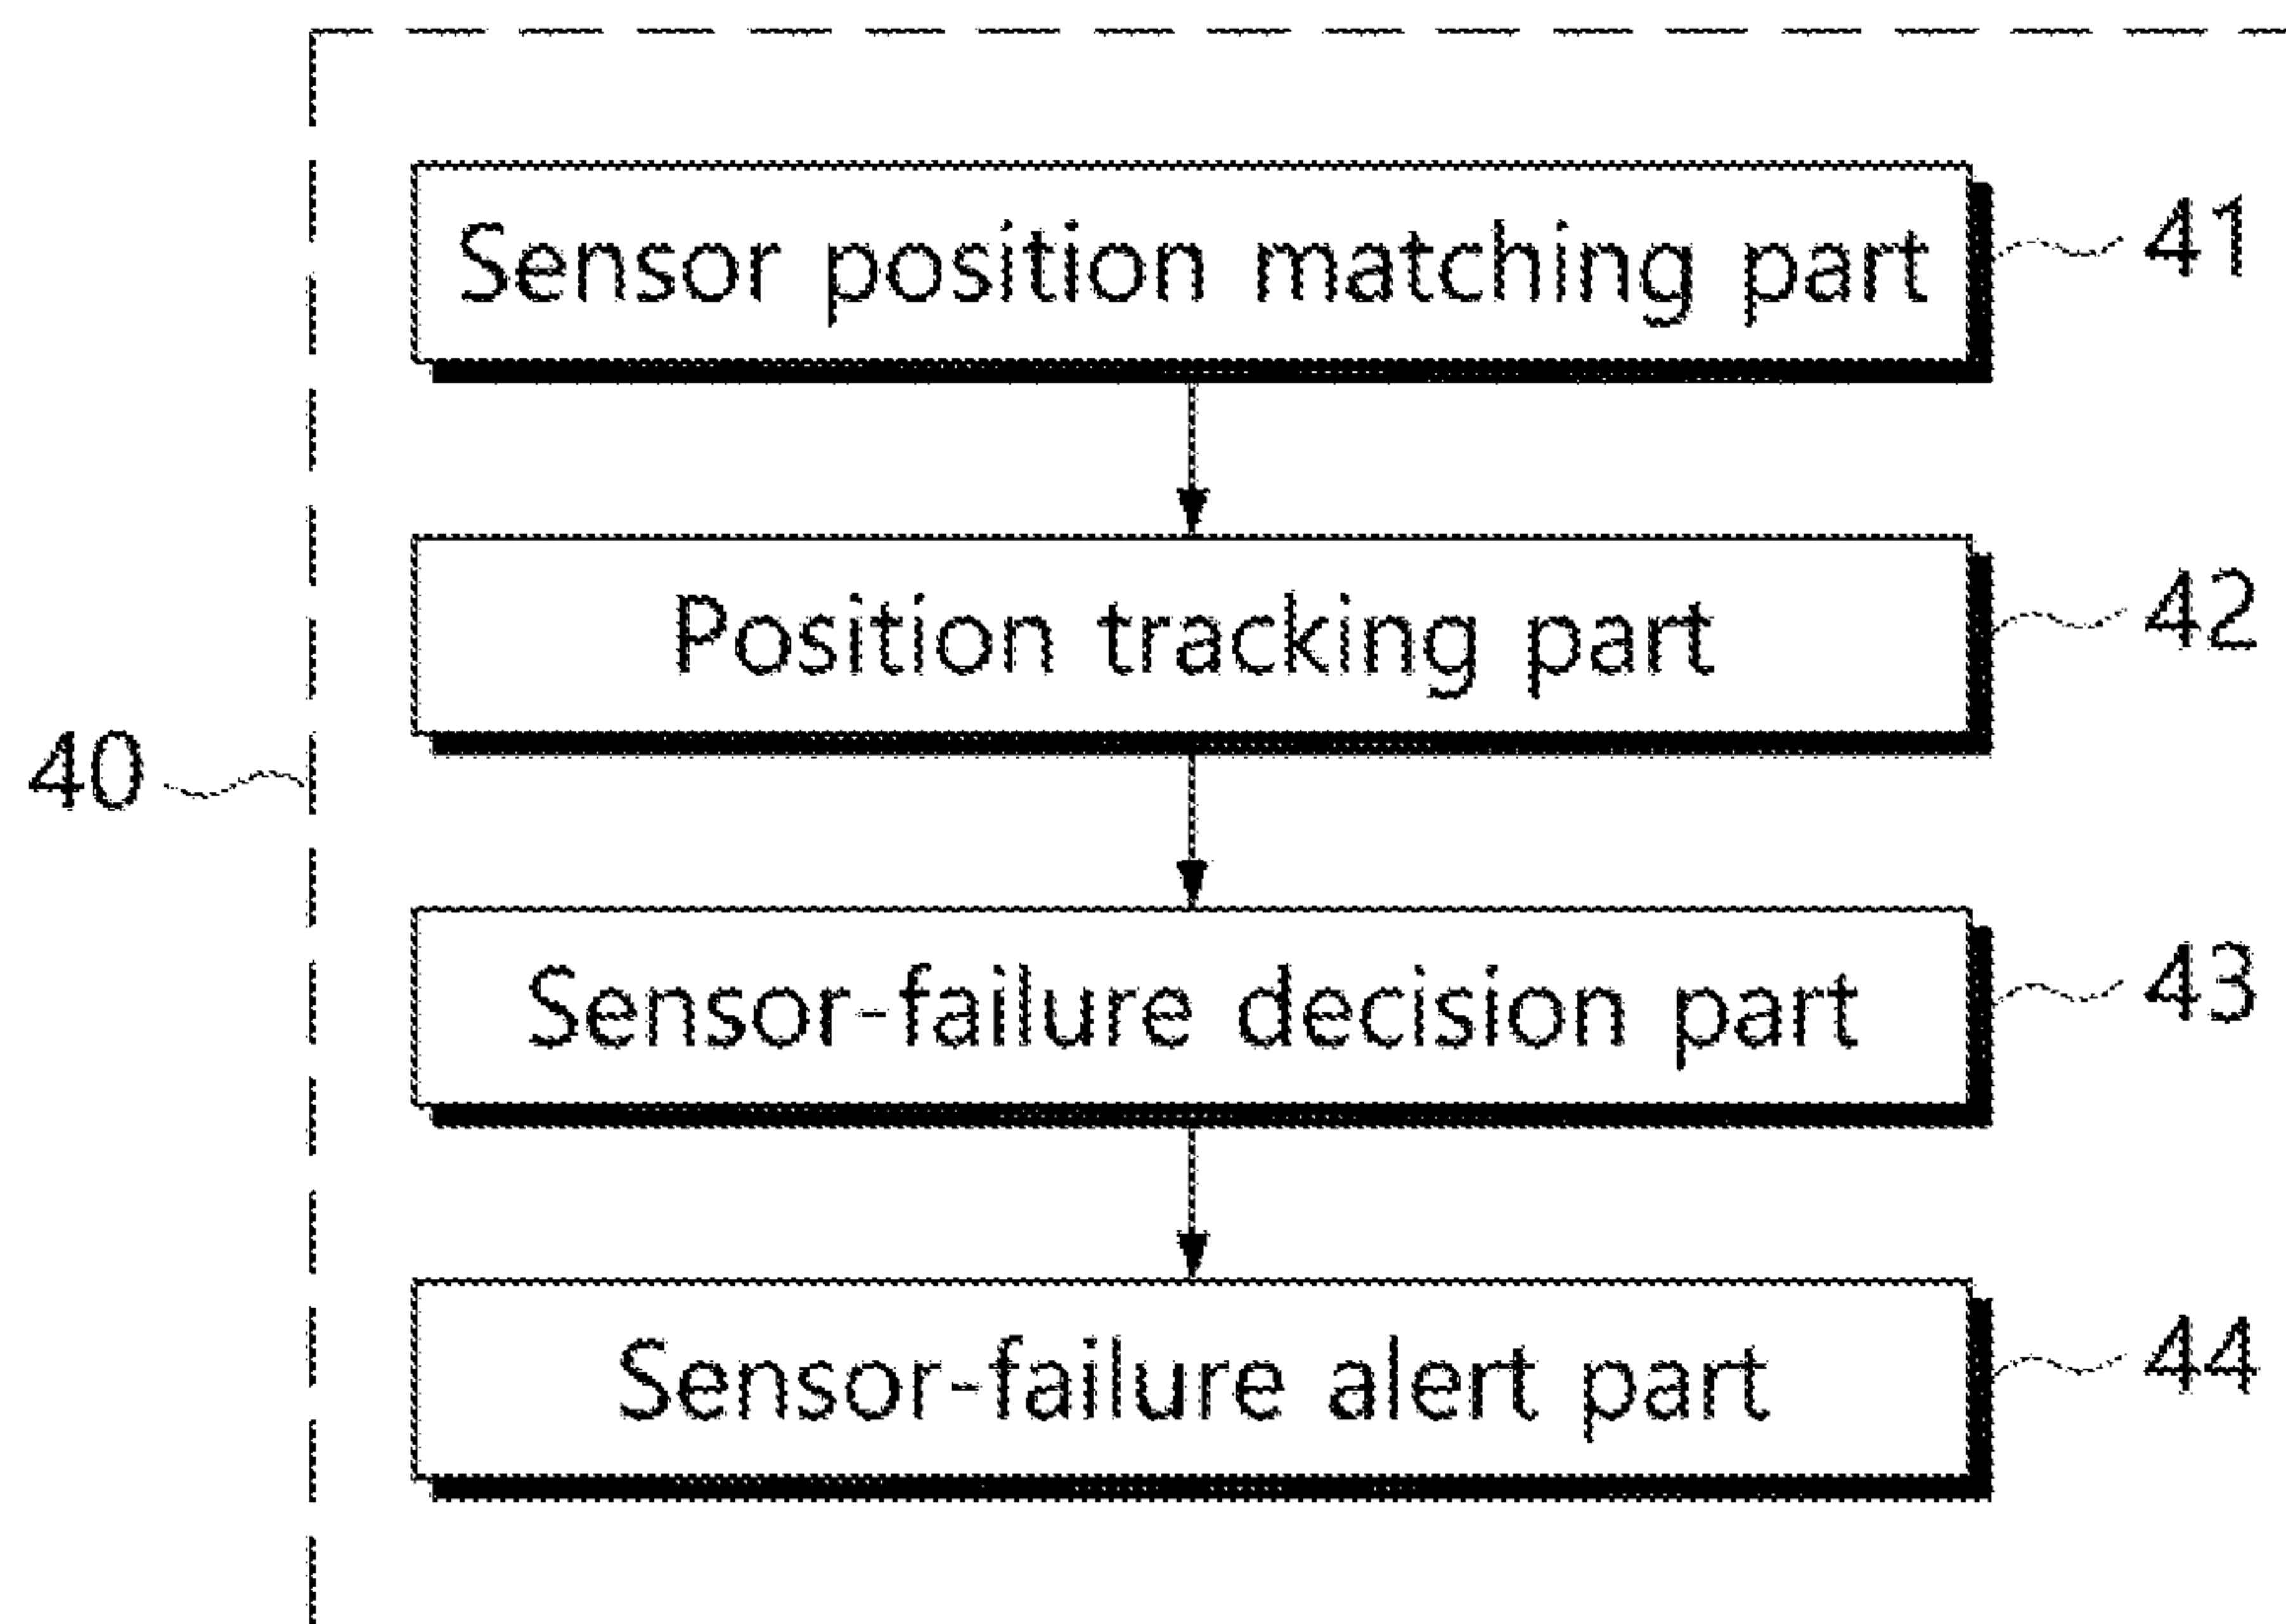 Sensor position matching part
41
Position tracking part
42
40
Sensor-failure decision part
43
Sensor-failure alert part
44